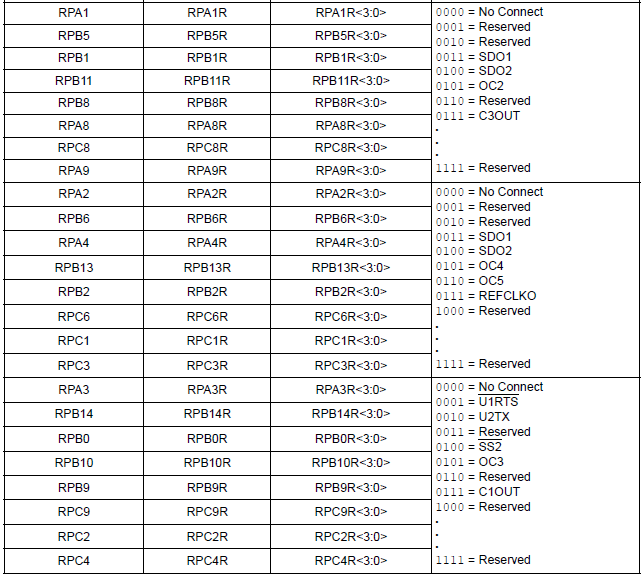 RPA1 RPA1R RPA1R<3:0>
RPB5 RPB5R RPB5R<3:0>
RPB1 RPB1R RPB1R<3:0>
RPB11 RPB11R RPB11R<3:0>
RPB8 RPB8R RPB8R<3:0>
RPA8 RPA8R RPA8R<3:0>
RPC8 RPC8R RPC8R<3:0>
RPA9 RPA9R RPA9R<3:0>
0000 = No Connect
0001 = Reserved
0010 = Reserved
0011 = SDO1
0100 = SDO2
0101 = OC2
0110 = Reserved
0111 = C3OUT
.
.
.
1111 = Reserved
RPA2 RPA2R RPA2R<3:0>
RPB6 RPB6R RPB6R<3:0>
RPA4 RPA4R RPA4R<3:0>
RPB13 RPB13R RPB13R<3:0>
RPB2 RPB2R RPB2R<3:0>
RPC6 RPC6R RPC6R<3:0>
RPC1 RPC1R RPC1R<3:0>
RPC3 RPC3R RPC3R<3:0>
0000 = No Connect
0001 = Reserved
0010 = Reserved
0011 = SDO1
0100 = SDO2
0101 = OC4
0110 = OC5
0111 = REFCLKO
1000 = Reserved
.
.
.
1111 = Reserved
RPA3 RPA3R RPA3R<3:0>
RPB14 RPB14R RPB14R<3:0>
RPB0 RPB0R RPB0R<3:0>
RPB10 RPB10R RPB10R<3:0>
RPB9 RPB9R RPB9R<3:0>
RPC9 RPC9R RPC9R<3:0>
RPC2 RPC2R RPC2R<3:0>
RPC4 RPC4R RPC4R<3:0>
0000 = No Connect
0001 = U1RTS
0010 = U2TX
0011 = Reserved
0100 = SS2
0101 = OC3
0110 = Reserved
0111 = C1OUT
1000 = Reserved
.
.
.
1111 = Reserved